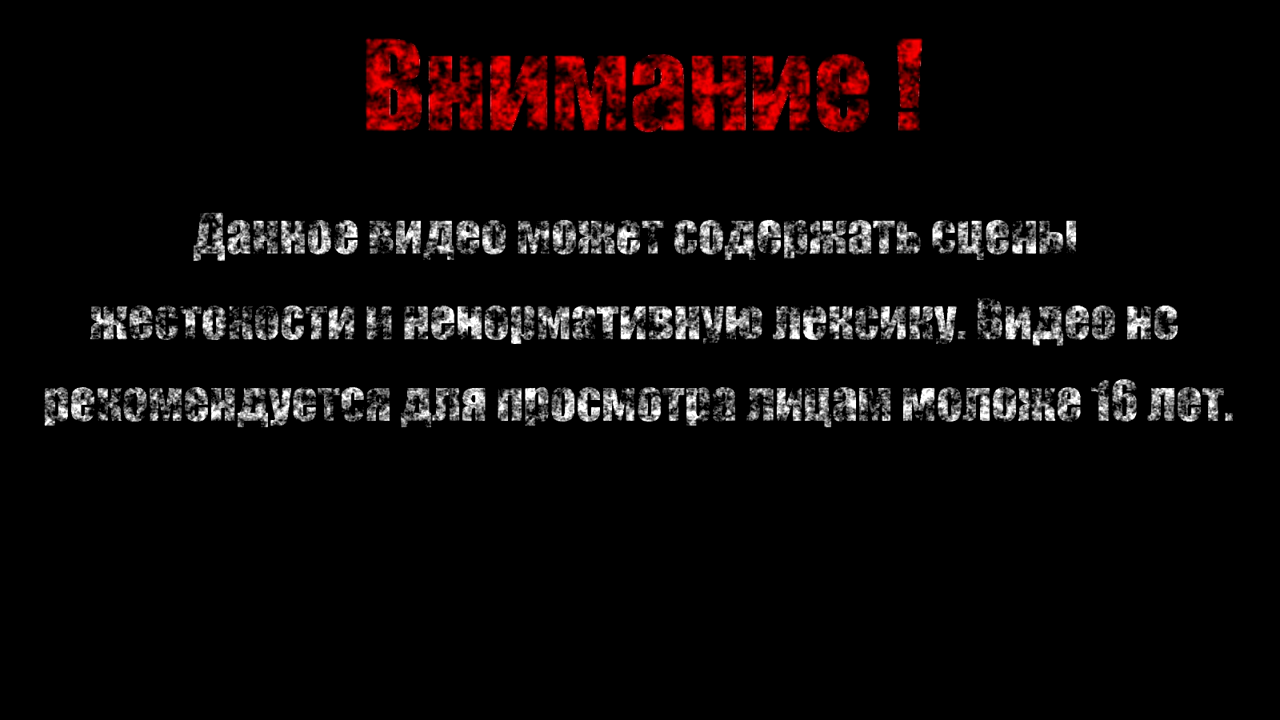 Внимание !
Данное видео может содержать сцены
жестокости и ненормативную лексику. Видео не
рекомендуется для просмотра лицам моложе 16 лет.